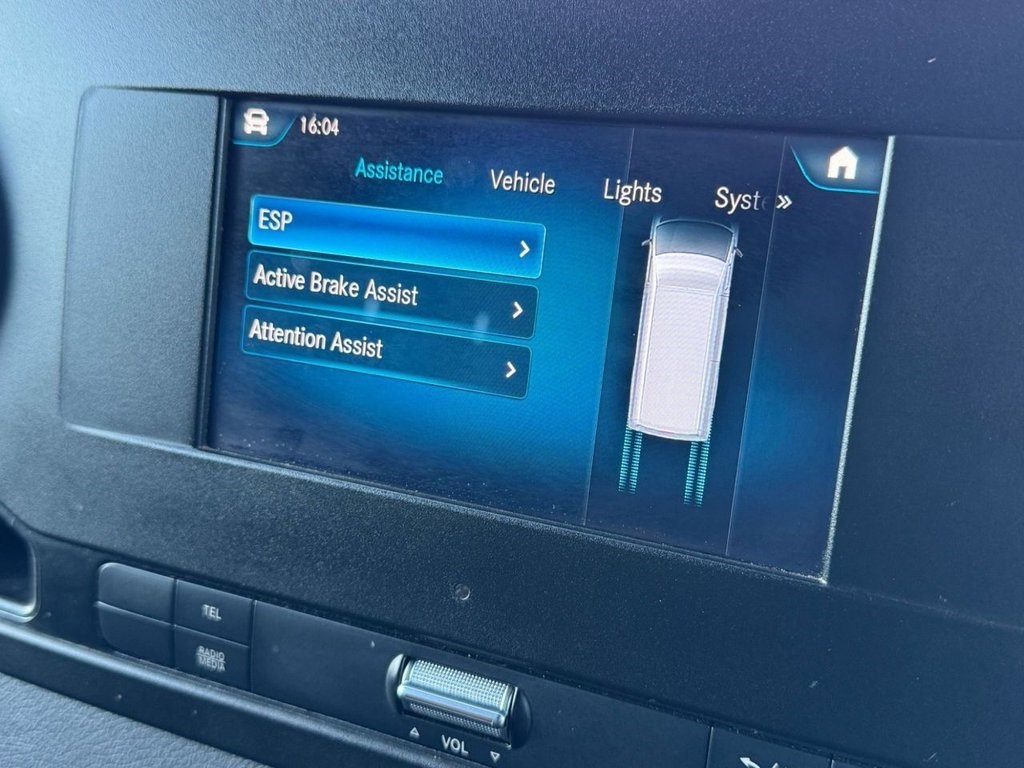 16:04
Assistance Vehicle Lights Syst »
ESP
Active Brake Assist
Attention Assist
TEL
RADIO
MEDIA
VOL